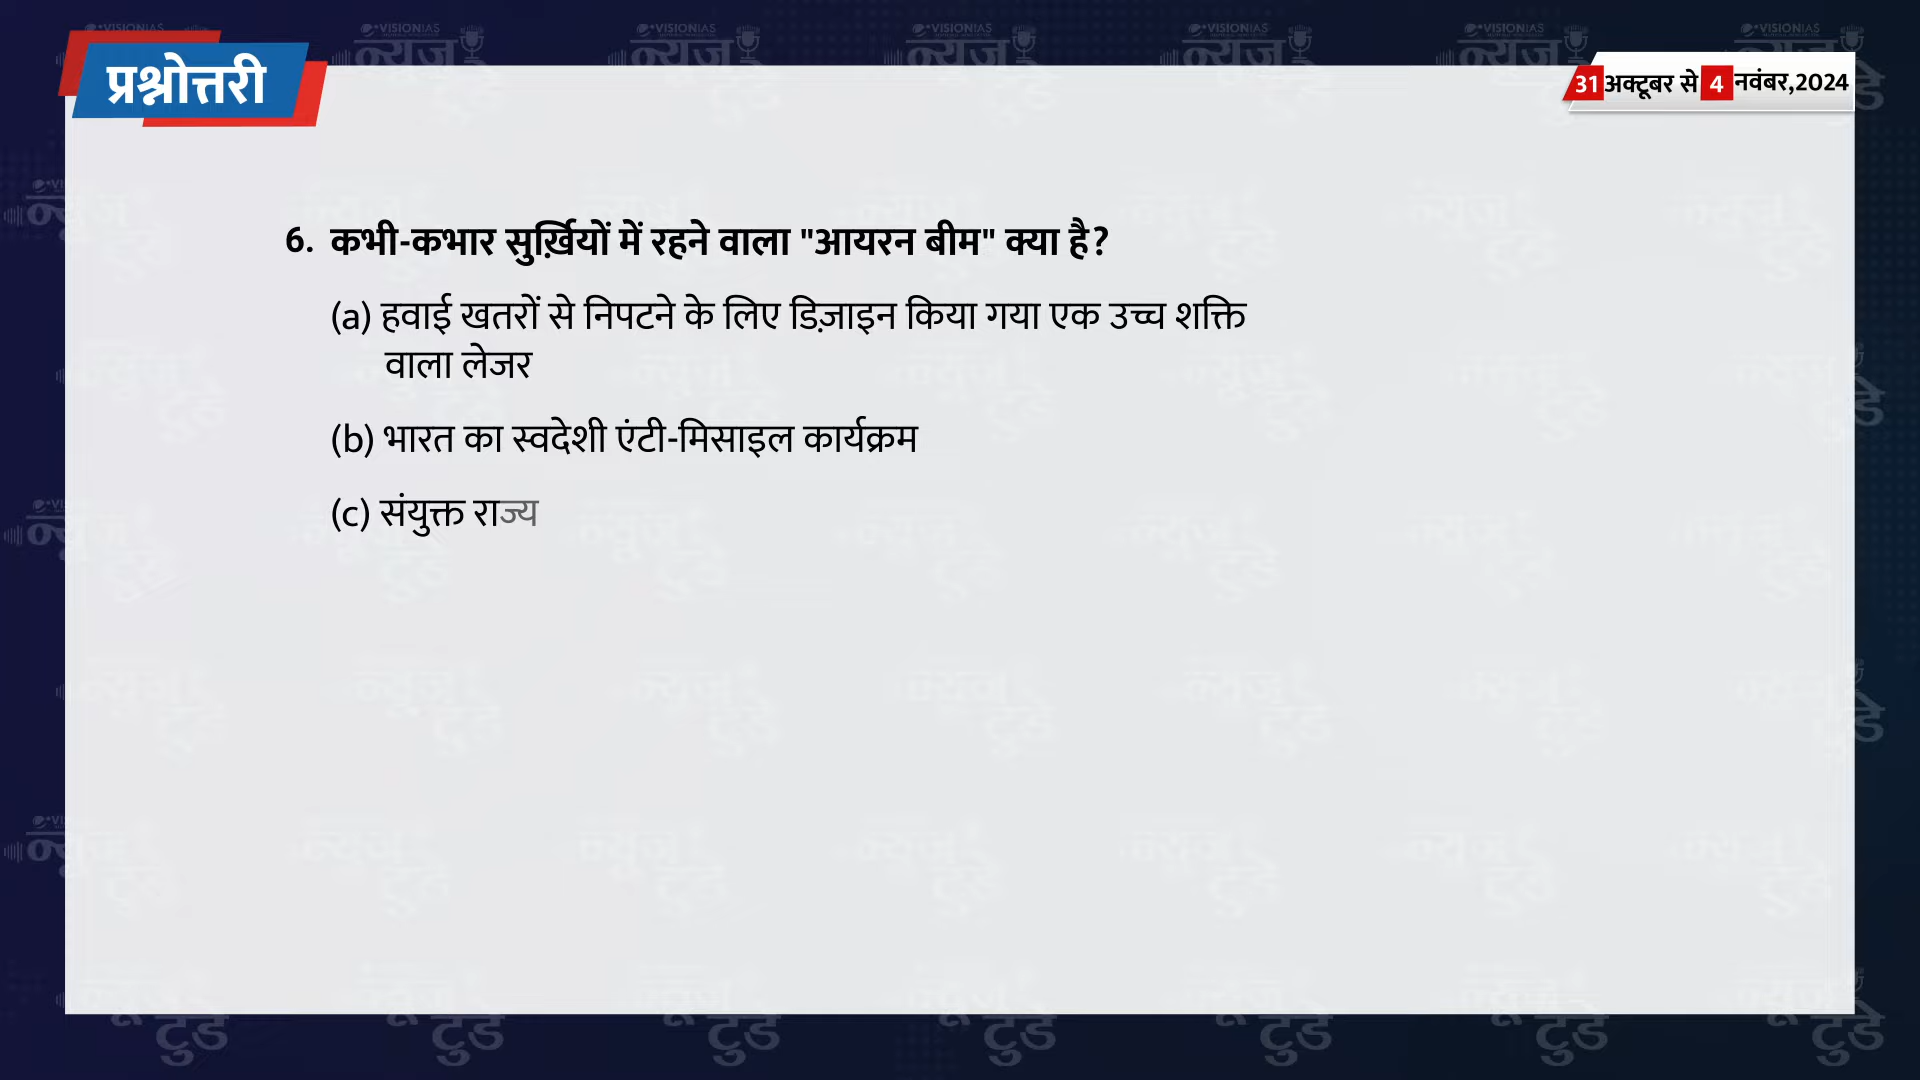 प्रश्नोत्तरी
31 अक्टूबर से 4 नवंबर,2024
6. कभी-कभार सुर्ख़ियों में रहने वाला "आयरन बीम" क्या है?
(a) हवाई खतरों से निपटने के लिए डिज़ाइन किया गया एक उच्च शक्ति
वाला लेजर
(b) भारत का स्वदेशी एंटी-मिसाइल कार्यक्रम
(c) संयुक्त राज्य